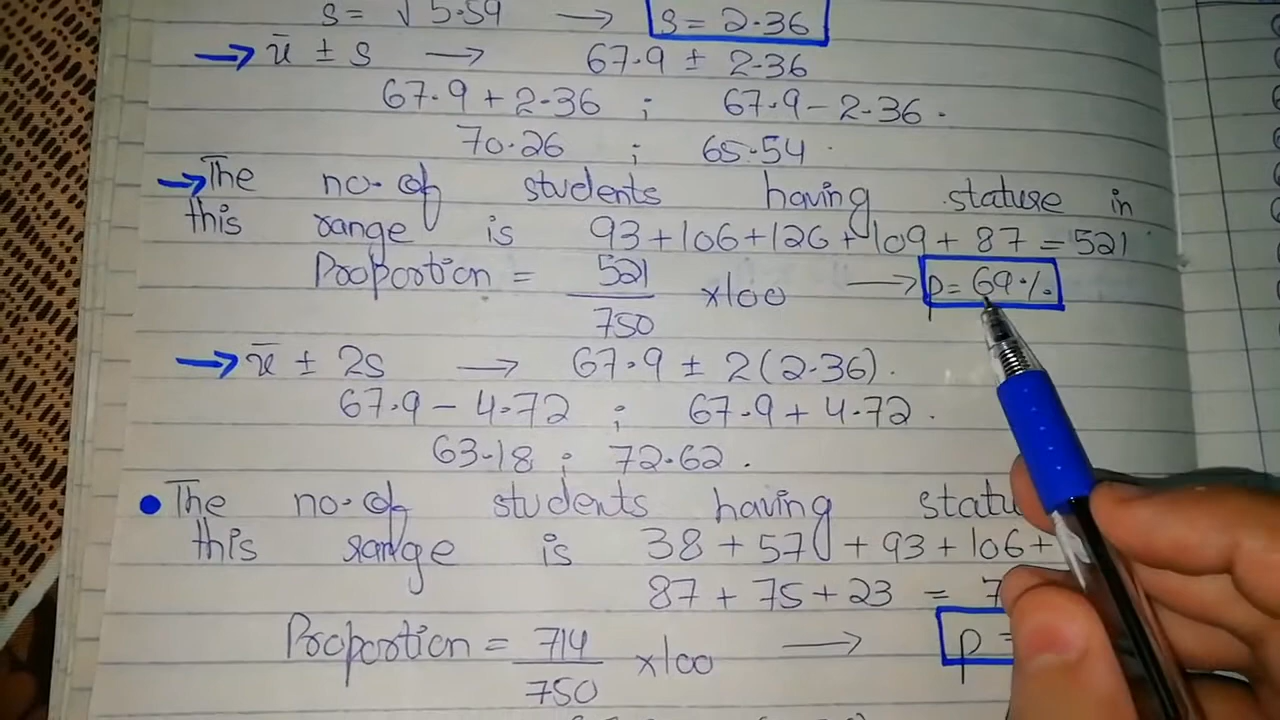 s = √5.59 → s = 2.36
→ x̄ ± s → 67.9 ± 2.36
67.9 + 2.36 ; 67.9 - 2.36.
70.26 ; 65.54.
→ The no. of students having stature in
this range is 93 + 106 + 126 + 109 + 87 = 521
Proportion = 521/750 × 100 → p = 69%.
→ x̄ ± 2s → 67.9 ± 2(2.36).
67.9 - 4.72 ; 67.9 + 4.72.
63.18 ; 72.62.
• The no. of students having statu
this range is 38 + 57 + 93 + 106 +
87 + 75 + 23 = 7
Proportion = 714/750 × 100 → p =